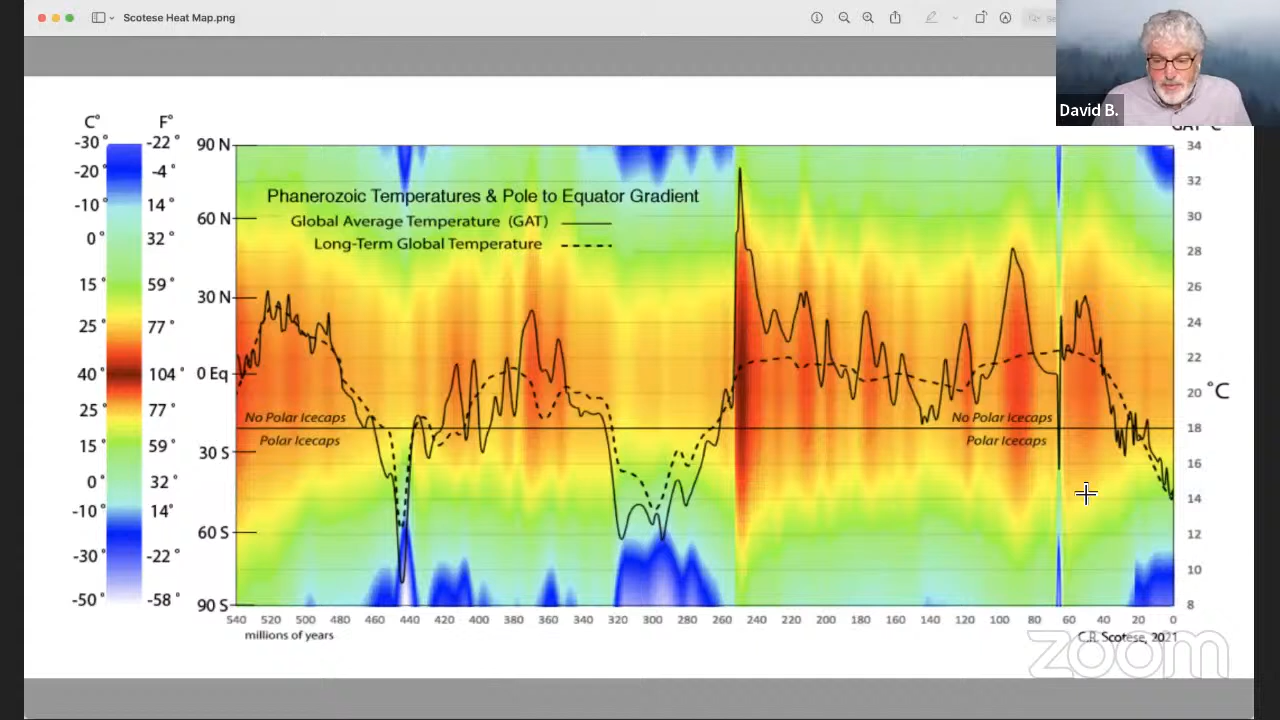 Scotese Heat Map.png
David B.
C° F°
-30° -22°
-20° -4°
-10° 14°
0° 32°
15° 59°
25° 77°
40° 104°
25° 77°
15° 59°
0° 32°
-10° 14°
-30° -22°
-50° -58°
90 N
60 N
30 N
0 Eq
30 S
60 S
90 S
Phanerozoic Temperatures & Pole to Equator Gradient
Global Average Temperature (GAT)
Long-Term Global Temperature
No Polar Icecaps
Polar Icecaps
No Polar Icecaps
Polar Icecaps
34
32
30
28
26
24
22
20
18
16
14
12
10
8
°C
540 520 500 480 460 440 420 400 380 360 340 320 300 280 260 240 220 200 180 160 140 120 100 80 60 40 20 0
millions of years
C.R. Scotese, 2021
zoom